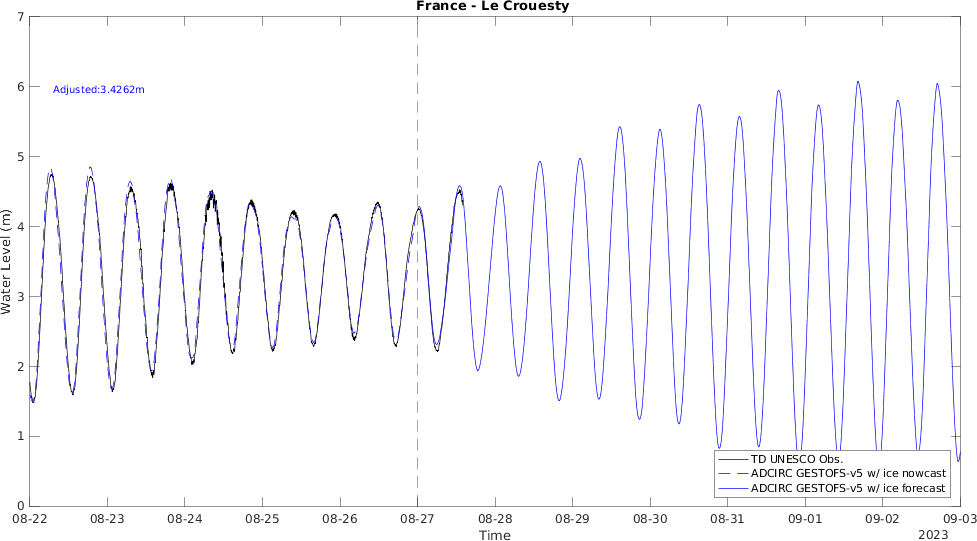 France - Le Crouesty
7
6
5
4
3
2
1
0
Water Level (m)
Adjusted:3.4262m
TD UNESCO Obs.
ADCIRC GESTOFS-v5 w/ ice nowcast
ADCIRC GESTOFS-v5 w/ ice forecast
08-22 08-23 08-24 08-25 08-26 08-27 08-28 08-29 08-30 08-31 09-01 09-02 09-03
Time
2023